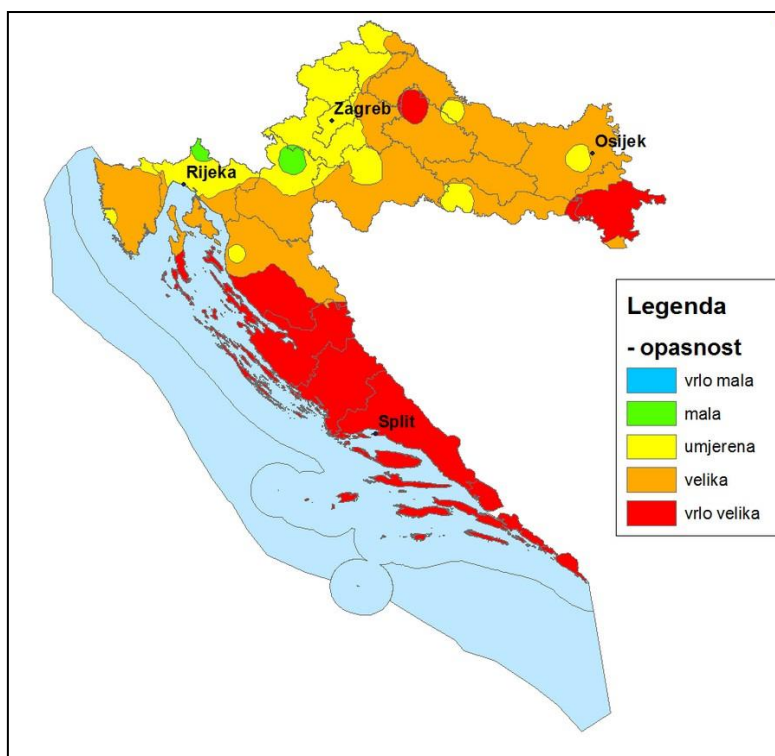 Zagreb
Osijek
Rijeka
Split
Legenda
- opasnost
vrlo mala
mala
umjerena
velika
vrlo velika